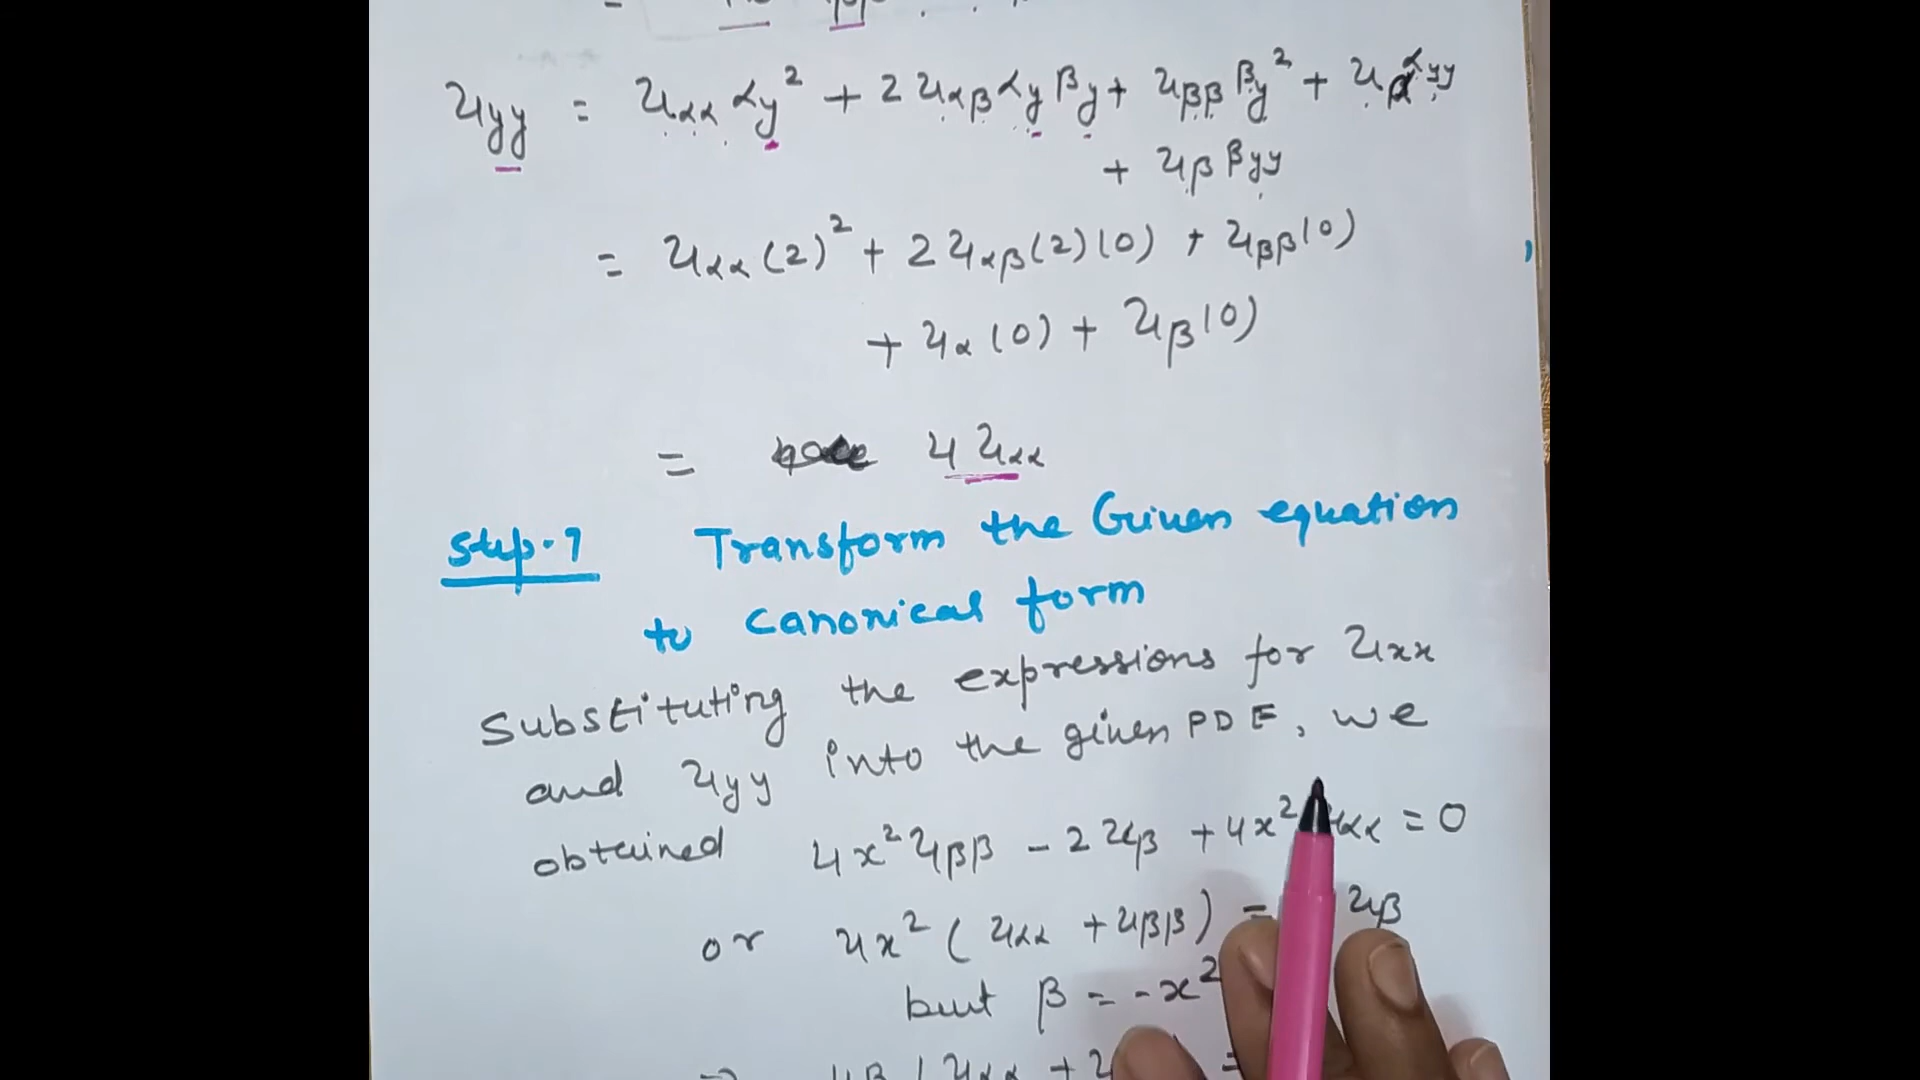 uyy = uαα αy² + 2 uαβ αy βy + uββ βy² + uα αyy
+ uβ βyy
= uαα (2)² + 2 uαβ (2) (0) + uββ (0)
+ uα (0) + uβ (0)
= 4 uαα
Step-7 Transform the Given equation
to canonical form
Substituting the expressions for uxx
and uyy into the given PDE, we
obtained 4x² uββ - 2 uβ + 4x² uαα = 0
or 4x² ( uαα + uββ ) = uβ
but β = -x²